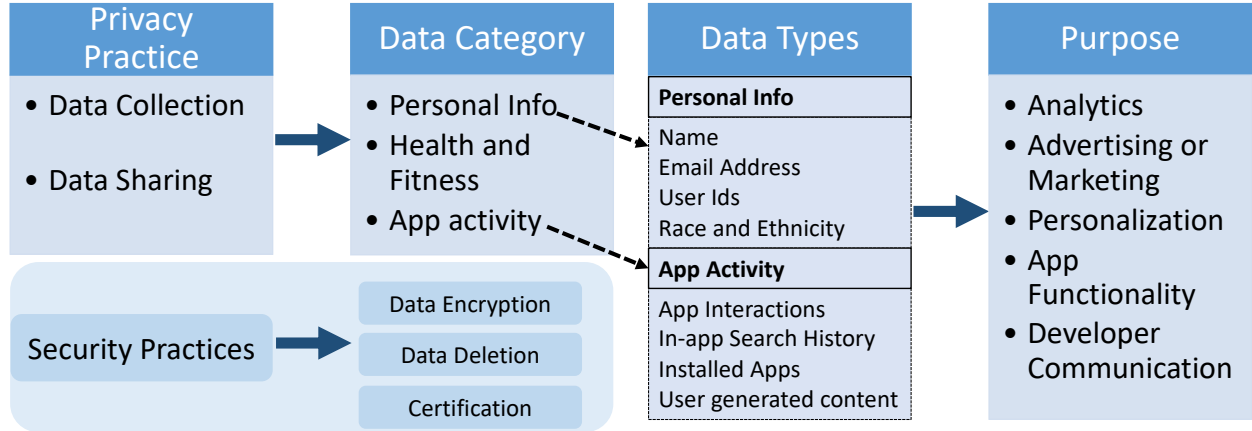 Privacy
Practice
• Data Collection
• Data Sharing
Data Category
• Personal Info
• Health and
Fitness
• App activity
Data Types
Personal Info
Name
Email Address
User Ids
Race and Ethnicity
App Activity
App Interactions
In-app Search History
Installed Apps
User generated content
Purpose
• Analytics
• Advertising or
Marketing
• Personalization
• App
Functionality
• Developer
Communication
Security Practices
Data Encryption
Data Deletion
Certification